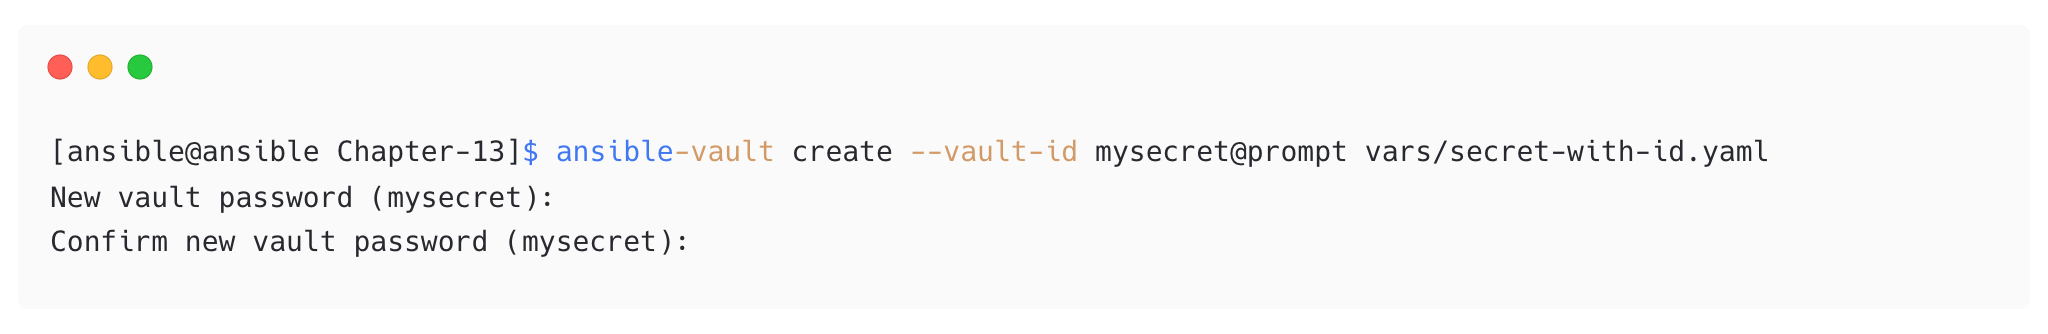 [ansible@ansible Chapter-13]$ ansible-vault create --vault-id mysecret@prompt vars/secret-with-id.yaml
New vault password (mysecret):
Confirm new vault password (mysecret):